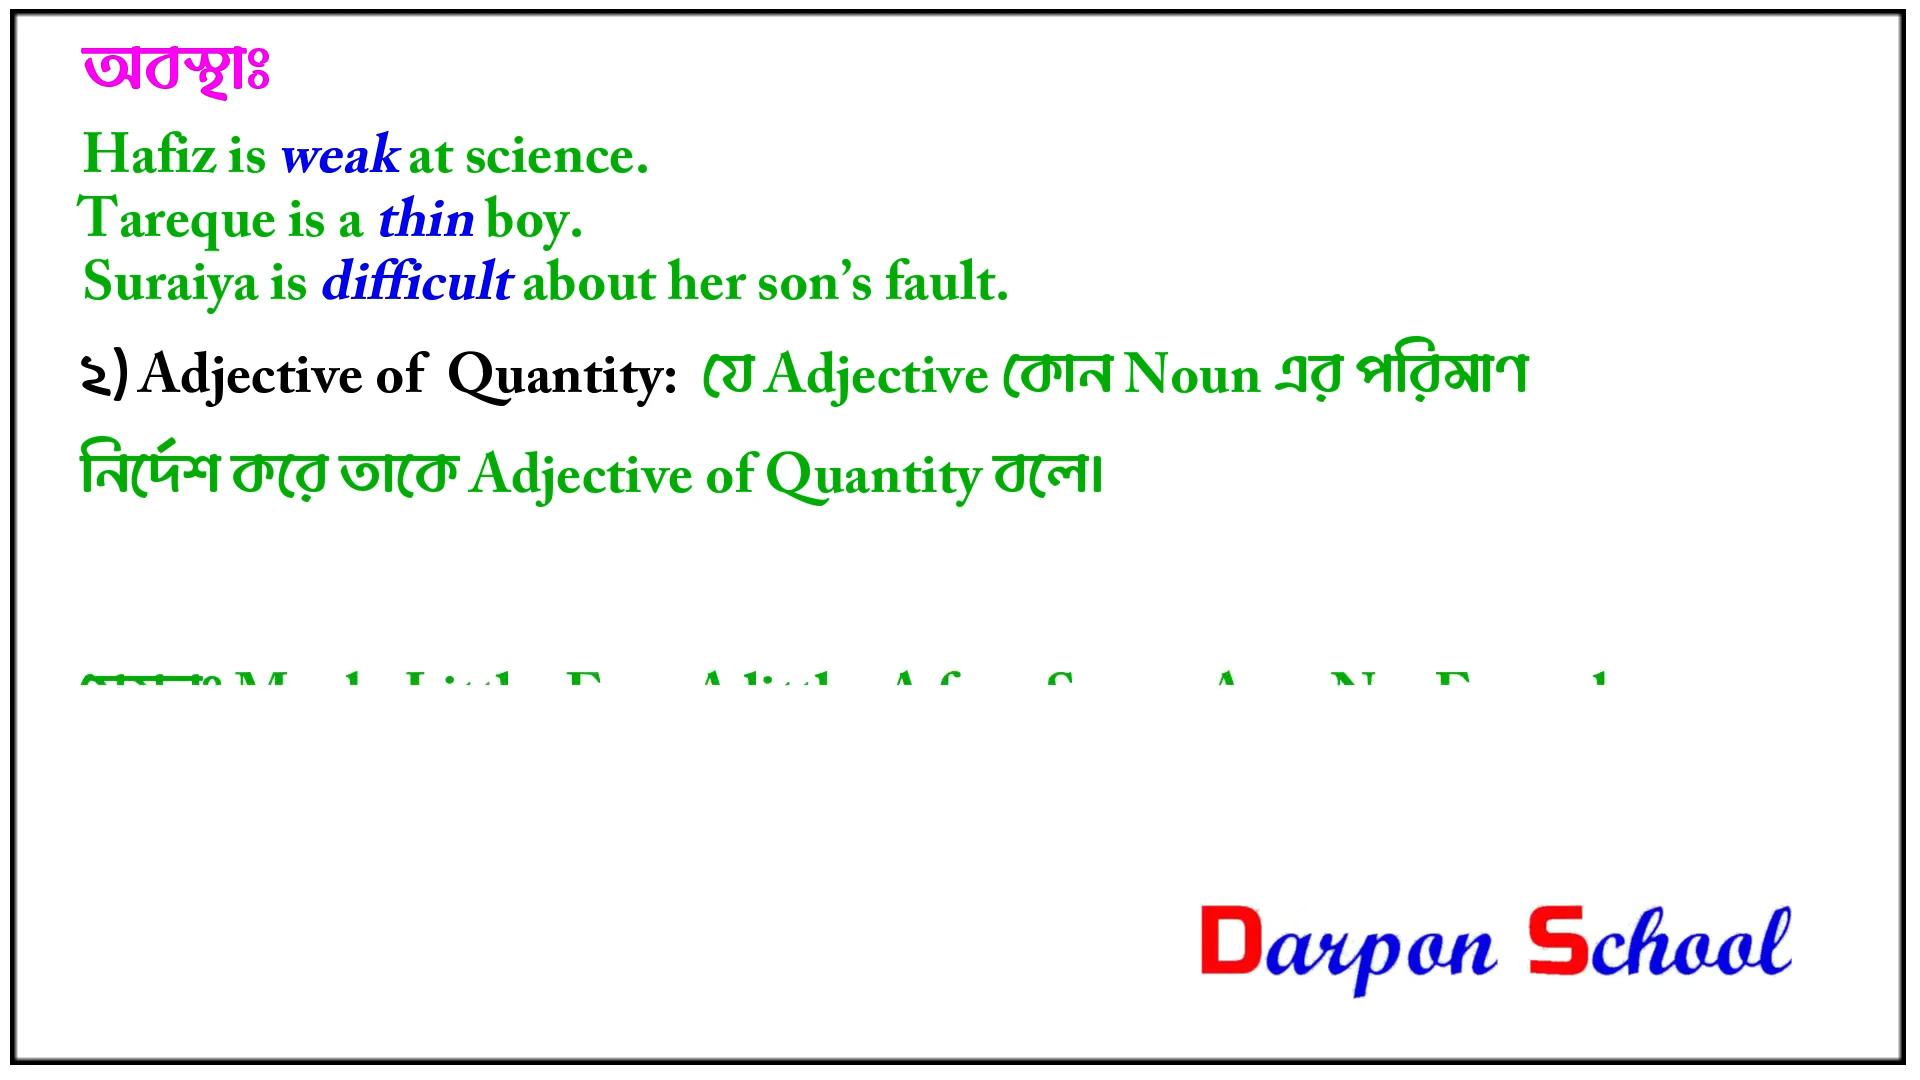 অবস্থাঃ
Hafiz is weak at science.
Tareque is a thin boy.
Suraiya is difficult about her son’s fault.
২) Adjective of Quantity: যে Adjective কোন Noun এর পরিমাণ
নির্দেশ করে তাকে Adjective of Quantity বলে।
Darpon School